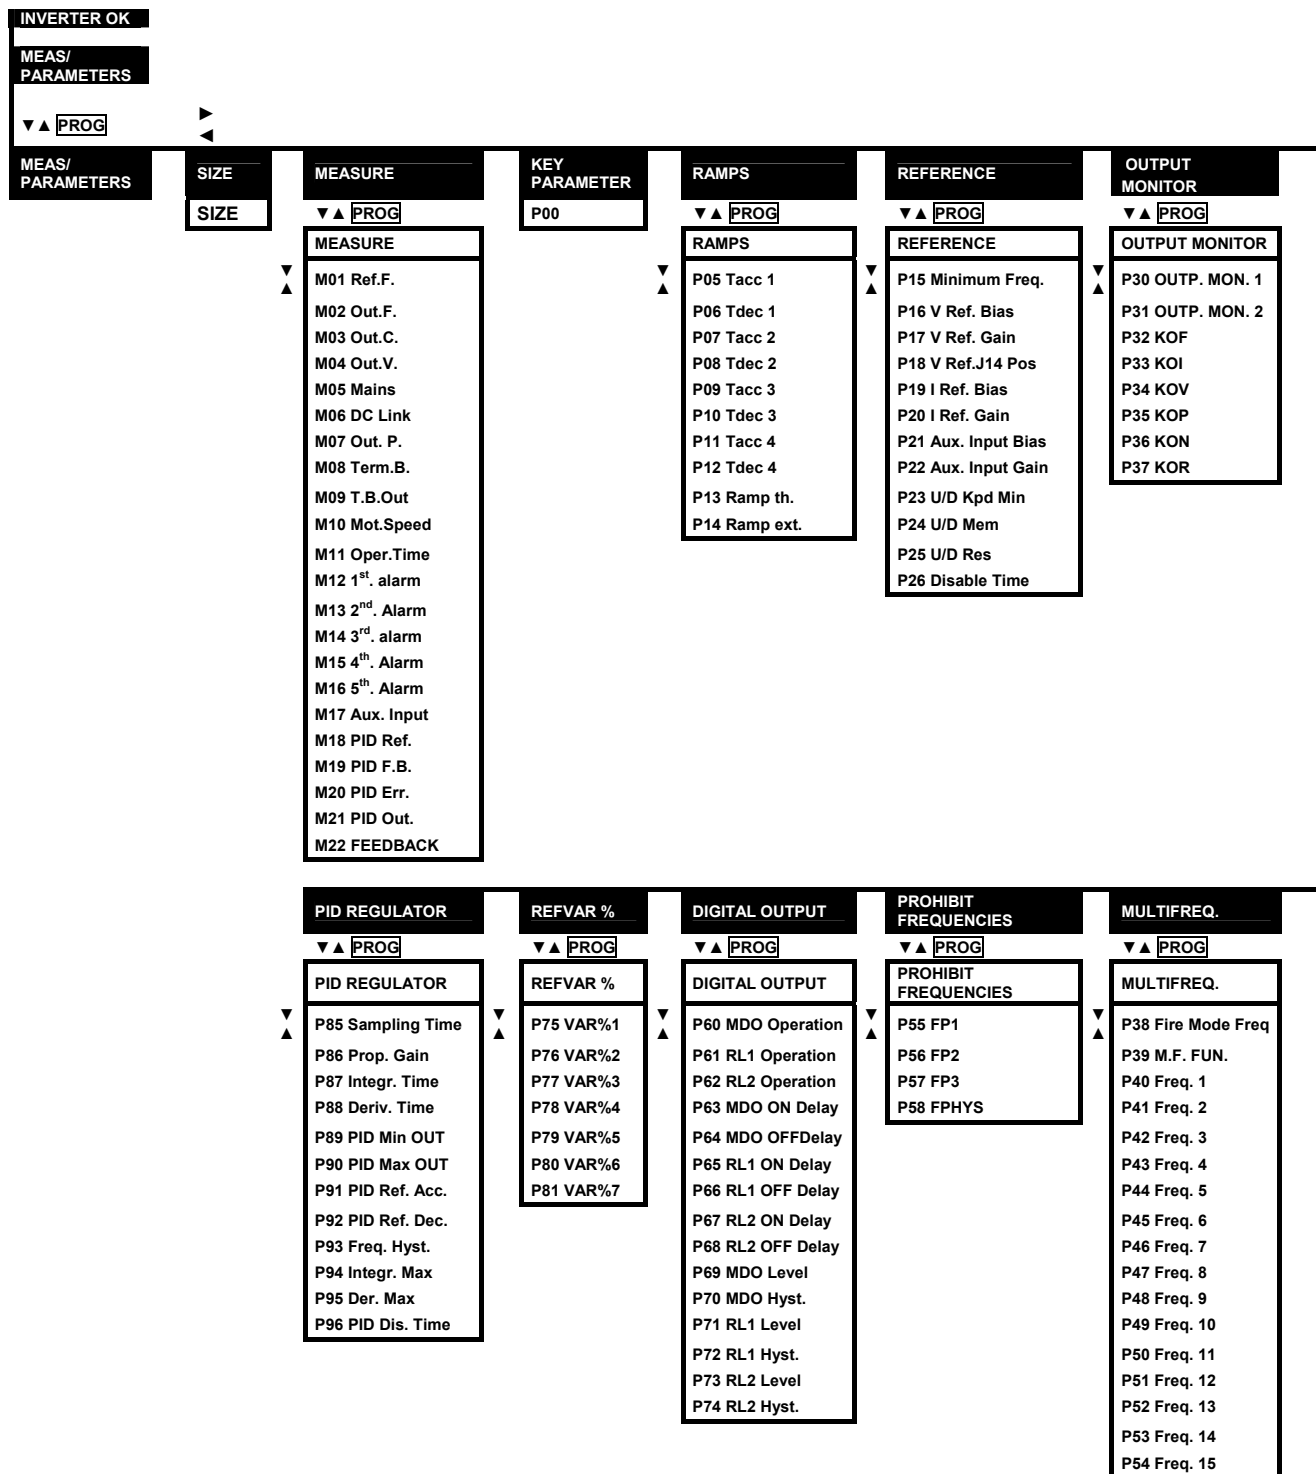 INVERTER OK
MEAS/
PARAMETERS
▼▲ PROG
►
◄
MEAS/
PARAMETERS
SIZE
SIZE
MEASURE
▼▲ PROG
MEASURE
▼
▲
M01 Ref.F.
M02 Out.F.
M03 Out.C.
M04 Out.V.
M05 Mains
M06 DC Link
M07 Out. P.
M08 Term.B.
M09 T.B.Out
M10 Mot.Speed
M11 Oper.Time
M12 1st. alarm
M13 2nd. Alarm
M14 3rd. alarm
M15 4th. Alarm
M16 5th. Alarm
M17 Aux. Input
M18 PID Ref.
M19 PID F.B.
M20 PID Err.
M21 PID Out.
M22 FEEDBACK
KEY
PARAMETER
P00
RAMPS
▼▲ PROG
RAMPS
▼
▲
P05 Tacc 1
P06 Tdec 1
P07 Tacc 2
P08 Tdec 2
P09 Tacc 3
P10 Tdec 3
P11 Tacc 4
P12 Tdec 4
P13 Ramp th.
P14 Ramp ext.
REFERENCE
▼▲ PROG
REFERENCE
▼
▲
P15 Minimum Freq.
P16 V Ref. Bias
P17 V Ref. Gain
P18 V Ref.J14 Pos
P19 I Ref. Bias
P20 I Ref. Gain
P21 Aux. Input Bias
P22 Aux. Input Gain
P23 U/D Kpd Min
P24 U/D Mem
P25 U/D Res
P26 Disable Time
OUTPUT
MONITOR
▼▲ PROG
OUTPUT MONITOR
▼
▲
P30 OUTP. MON. 1
P31 OUTP. MON. 2
P32 KOF
P33 KOI
P34 KOV
P35 KOP
P36 KON
P37 KOR
PID REGULATOR
▼▲ PROG
PID REGULATOR
▼
▲
P85 Sampling Time
P86 Prop. Gain
P87 Integr. Time
P88 Deriv. Time
P89 PID Min OUT
P90 PID Max OUT
P91 PID Ref. Acc.
P92 PID Ref. Dec.
P93 Freq. Hyst.
P94 Integr. Max
P95 Der. Max
P96 PID Dis. Time
REFVAR %
▼▲ PROG
REFVAR %
▼
▲
P75 VAR%1
P76 VAR%2
P77 VAR%3
P78 VAR%4
P79 VAR%5
P80 VAR%6
P81 VAR%7
DIGITAL OUTPUT
▼▲ PROG
DIGITAL OUTPUT
▼
▲
P60 MDO Operation
P61 RL1 Operation
P62 RL2 Operation
P63 MDO ON Delay
P64 MDO OFFDelay
P65 RL1 ON Delay
P66 RL1 OFF Delay
P67 RL2 ON Delay
P68 RL2 OFF Delay
P69 MDO Level
P70 MDO Hyst.
P71 RL1 Level
P72 RL1 Hyst.
P73 RL2 Level
P74 RL2 Hyst.
PROHIBIT
FREQUENCIES
▼▲ PROG
PROHIBIT
FREQUENCIES
▼
▲
P55 FP1
P56 FP2
P57 FP3
P58 FPHYS
MULTIFREQ.
▼▲ PROG
MULTIFREQ.
▼
▲
P38 Fire Mode Freq
P39 M.F. FUN.
P40 Freq. 1
P41 Freq. 2
P42 Freq. 3
P43 Freq. 4
P44 Freq. 5
P45 Freq. 6
P46 Freq. 7
P47 Freq. 8
P48 Freq. 9
P49 Freq. 10
P50 Freq. 11
P51 Freq. 12
P52 Freq. 13
P53 Freq. 14
P54 Freq. 15